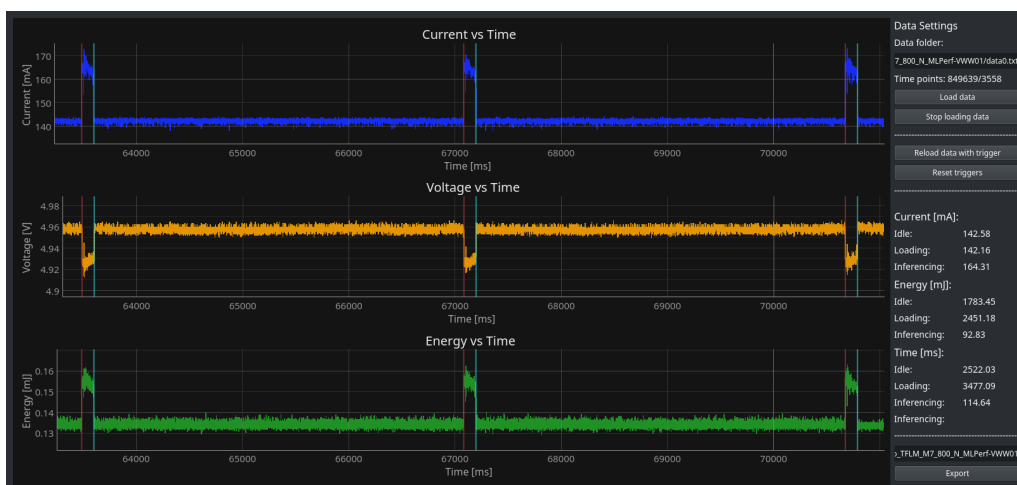 Current vs Time
Current [mA]
170
160
150
140
64000 65000 66000 67000 68000 69000 70000
Time [ms]
Voltage vs Time
Voltage [V]
4.98
4.96
4.94
4.92
4.9
64000 65000 66000 67000 68000 69000 70000
Time [ms]
Energy vs Time
Energy [mJ]
0.16
0.15
0.14
0.13
64000 65000 66000 67000 68000 69000 70000
Time [ms]
Data Settings
Data folder:
7_800_N_MLPerf-VWW01/data0.txt
Time points: 849639/3558
Load data
Stop loading data
Reload data with trigger
Reset triggers
Current [mA]:
Idle: 142.58
Loading: 142.16
Inferencing: 164.31
Energy [mJ]:
Idle: 1783.45
Loading: 2451.18
Inferencing: 92.83
Time [ms]:
Idle: 2522.03
Loading: 3477.09
Inferencing: 114.64
Inferencing:
_TFLM_M7_800_N_MLPerf-VWW01
Export